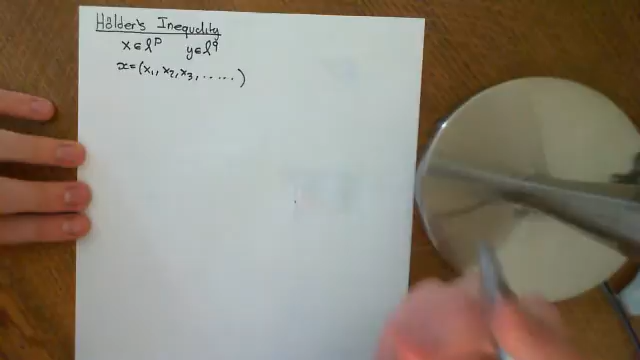 Hölder's Inequality
x ∈ l^p y ∈ l^q
x = (x₁, x₂, x₃, ......)